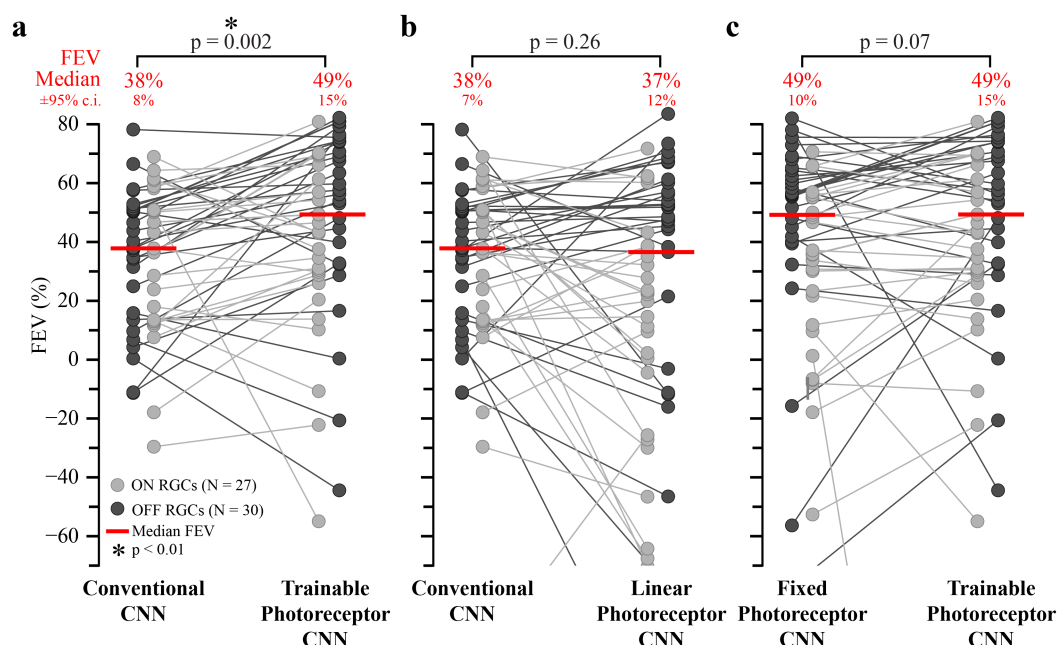 a
b
c
*
p = 0.002
p = 0.26
p = 0.07
FEV
Median
±95% c.i.
38%
8%
49%
15%
38%
7%
37%
12%
49%
10%
49%
15%
FEV (%)
80
60
40
20
0
−20
−40
−60
ON RGCs (N = 27)
OFF RGCs (N = 30)
Median FEV
* p < 0.01
Conventional
CNN
Trainable
Photoreceptor
CNN
Conventional
CNN
Linear
Photoreceptor
CNN
Fixed
Photoreceptor
CNN
Trainable
Photoreceptor
CNN